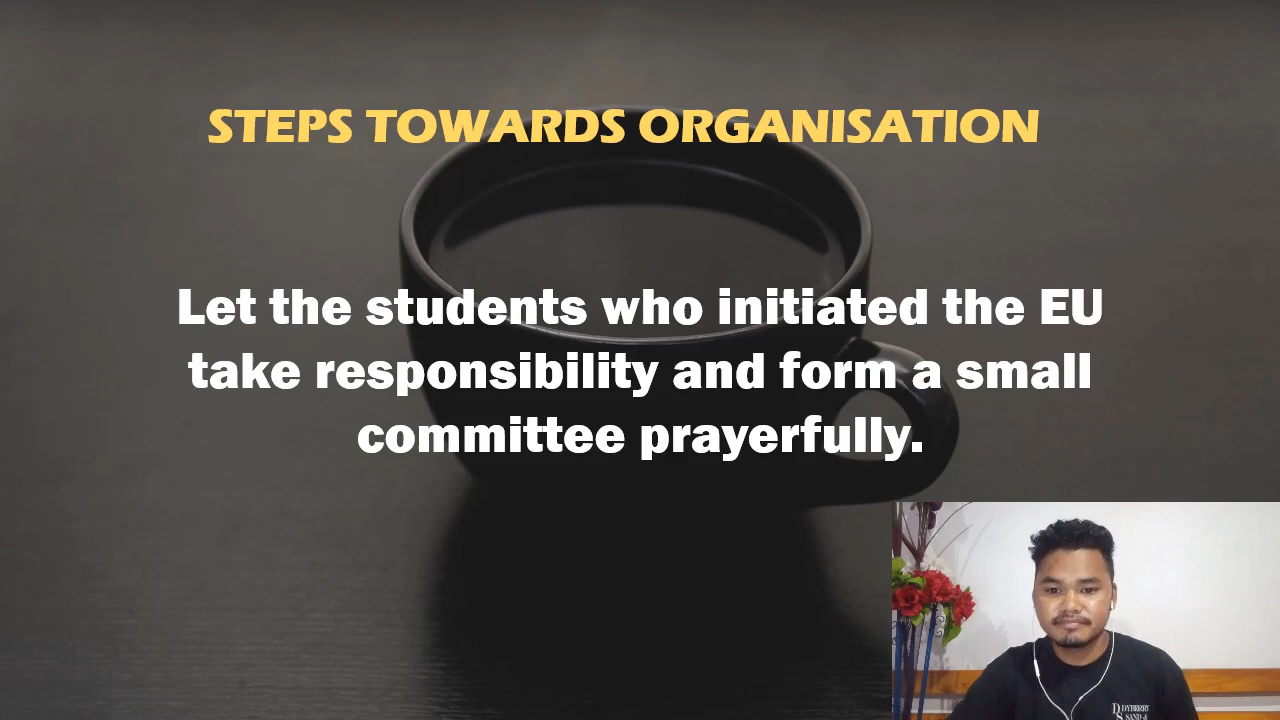 STEPS TOWARDS ORGANISATION
Let the students who initiated the EU
take responsibility and form a small
committee prayerfully.